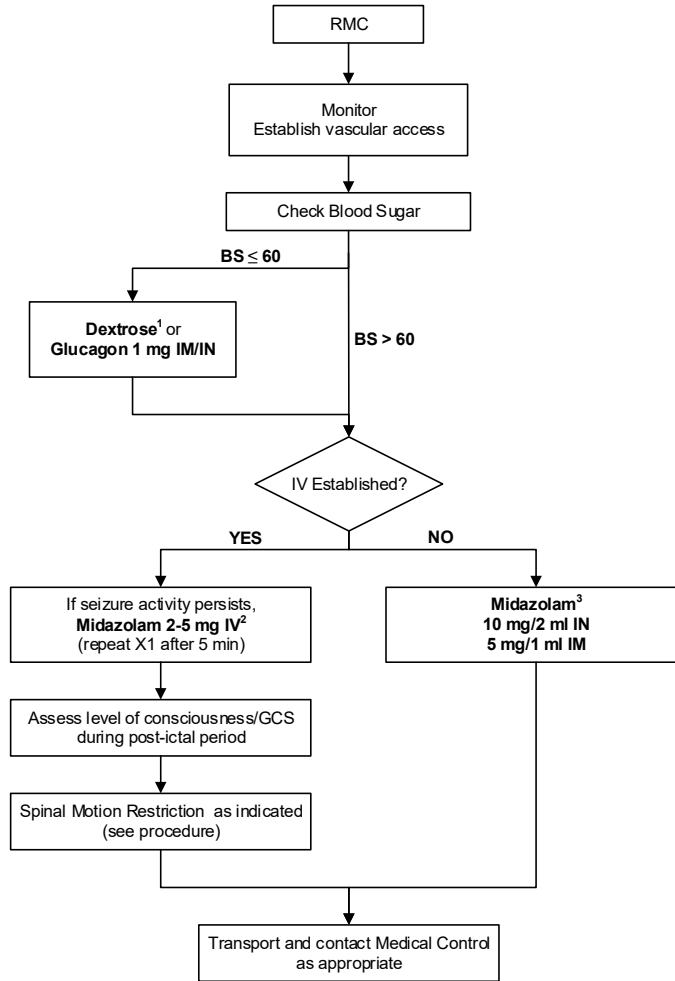 RMC
Monitor
Establish vascular access
Check Blood Sugar
BS ≤ 60
Dextrose¹ or
Glucagon 1 mg IM/IN
BS > 60
IV Established?
YES
NO
If seizure activity persists,
Midazolam 2-5 mg IV²
(repeat X1 after 5 min)
Midazolam³
10 mg/2 ml IN
5 mg/1 ml IM
Assess level of consciousness/GCS
during post-ictal period
Spinal Motion Restriction as indicated
(see procedure)
Transport and contact Medical Control
as appropriate